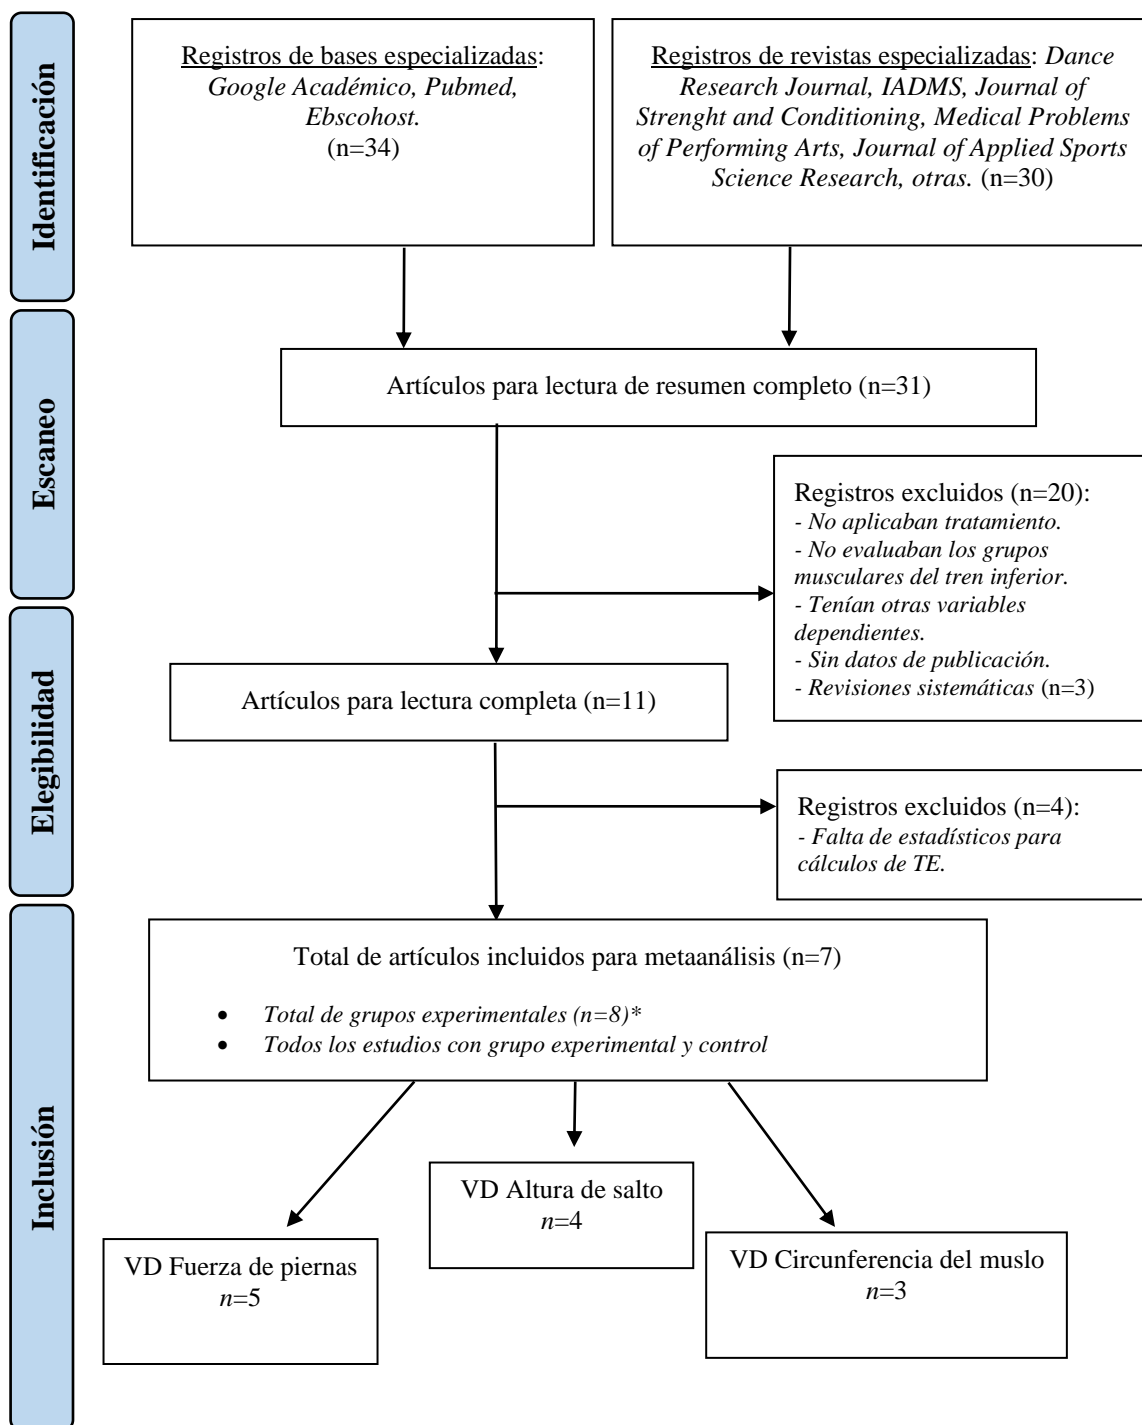 Identificación
Registros de bases especializadas:
Google Académico, Pubmed,
Ebscohost.
(n=34)
Registros de revistas especializadas: Dance
Research Journal, IADMS, Journal of
Strenght and Conditioning, Medical Problems
of Performing Arts, Journal of Applied Sports
Science Research, otras. (n=30)
Escaneo
Artículos para lectura de resumen completo (n=31)
Registros excluidos (n=20):
- No aplicaban tratamiento.
- No evaluaban los grupos
musculares del tren inferior.
- Tenían otras variables
dependientes.
- Sin datos de publicación.
- Revisiones sistemáticas (n=3)
Elegibilidad
Artículos para lectura completa (n=11)
Registros excluidos (n=4):
- Falta de estadísticos para
cálculos de TE.
Inclusión
Total de artículos incluidos para metaanálisis (n=7)
• Total de grupos experimentales (n=8)*
• Todos los estudios con grupo experimental y control
VD Fuerza de piernas
n=5
VD Altura de salto
n=4
VD Circunferencia del muslo
n=3